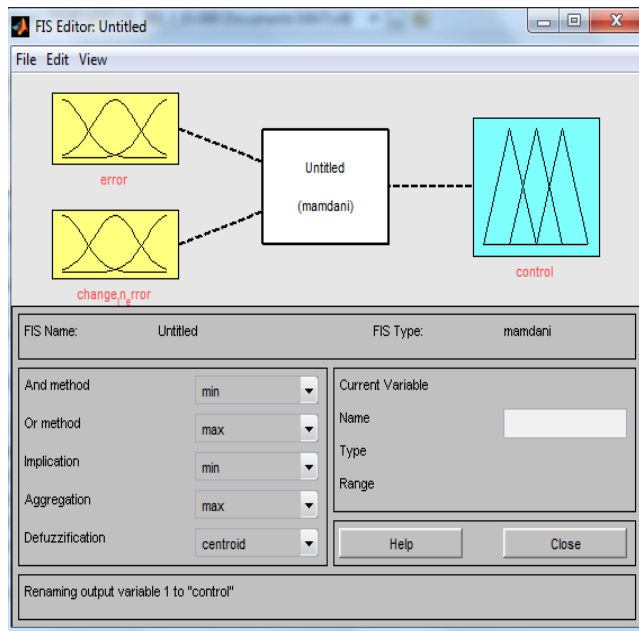 FIS Editor: Untitled
File Edit View
error
change_in_error
Untitled
(mamdani)
control
FIS Name: Untitled FIS Type: mamdani
And method min
Or method max
Implication min
Aggregation max
Defuzzification centroid
Current Variable
Name
Type
Range
Help Close
Renaming output variable 1 to "control"